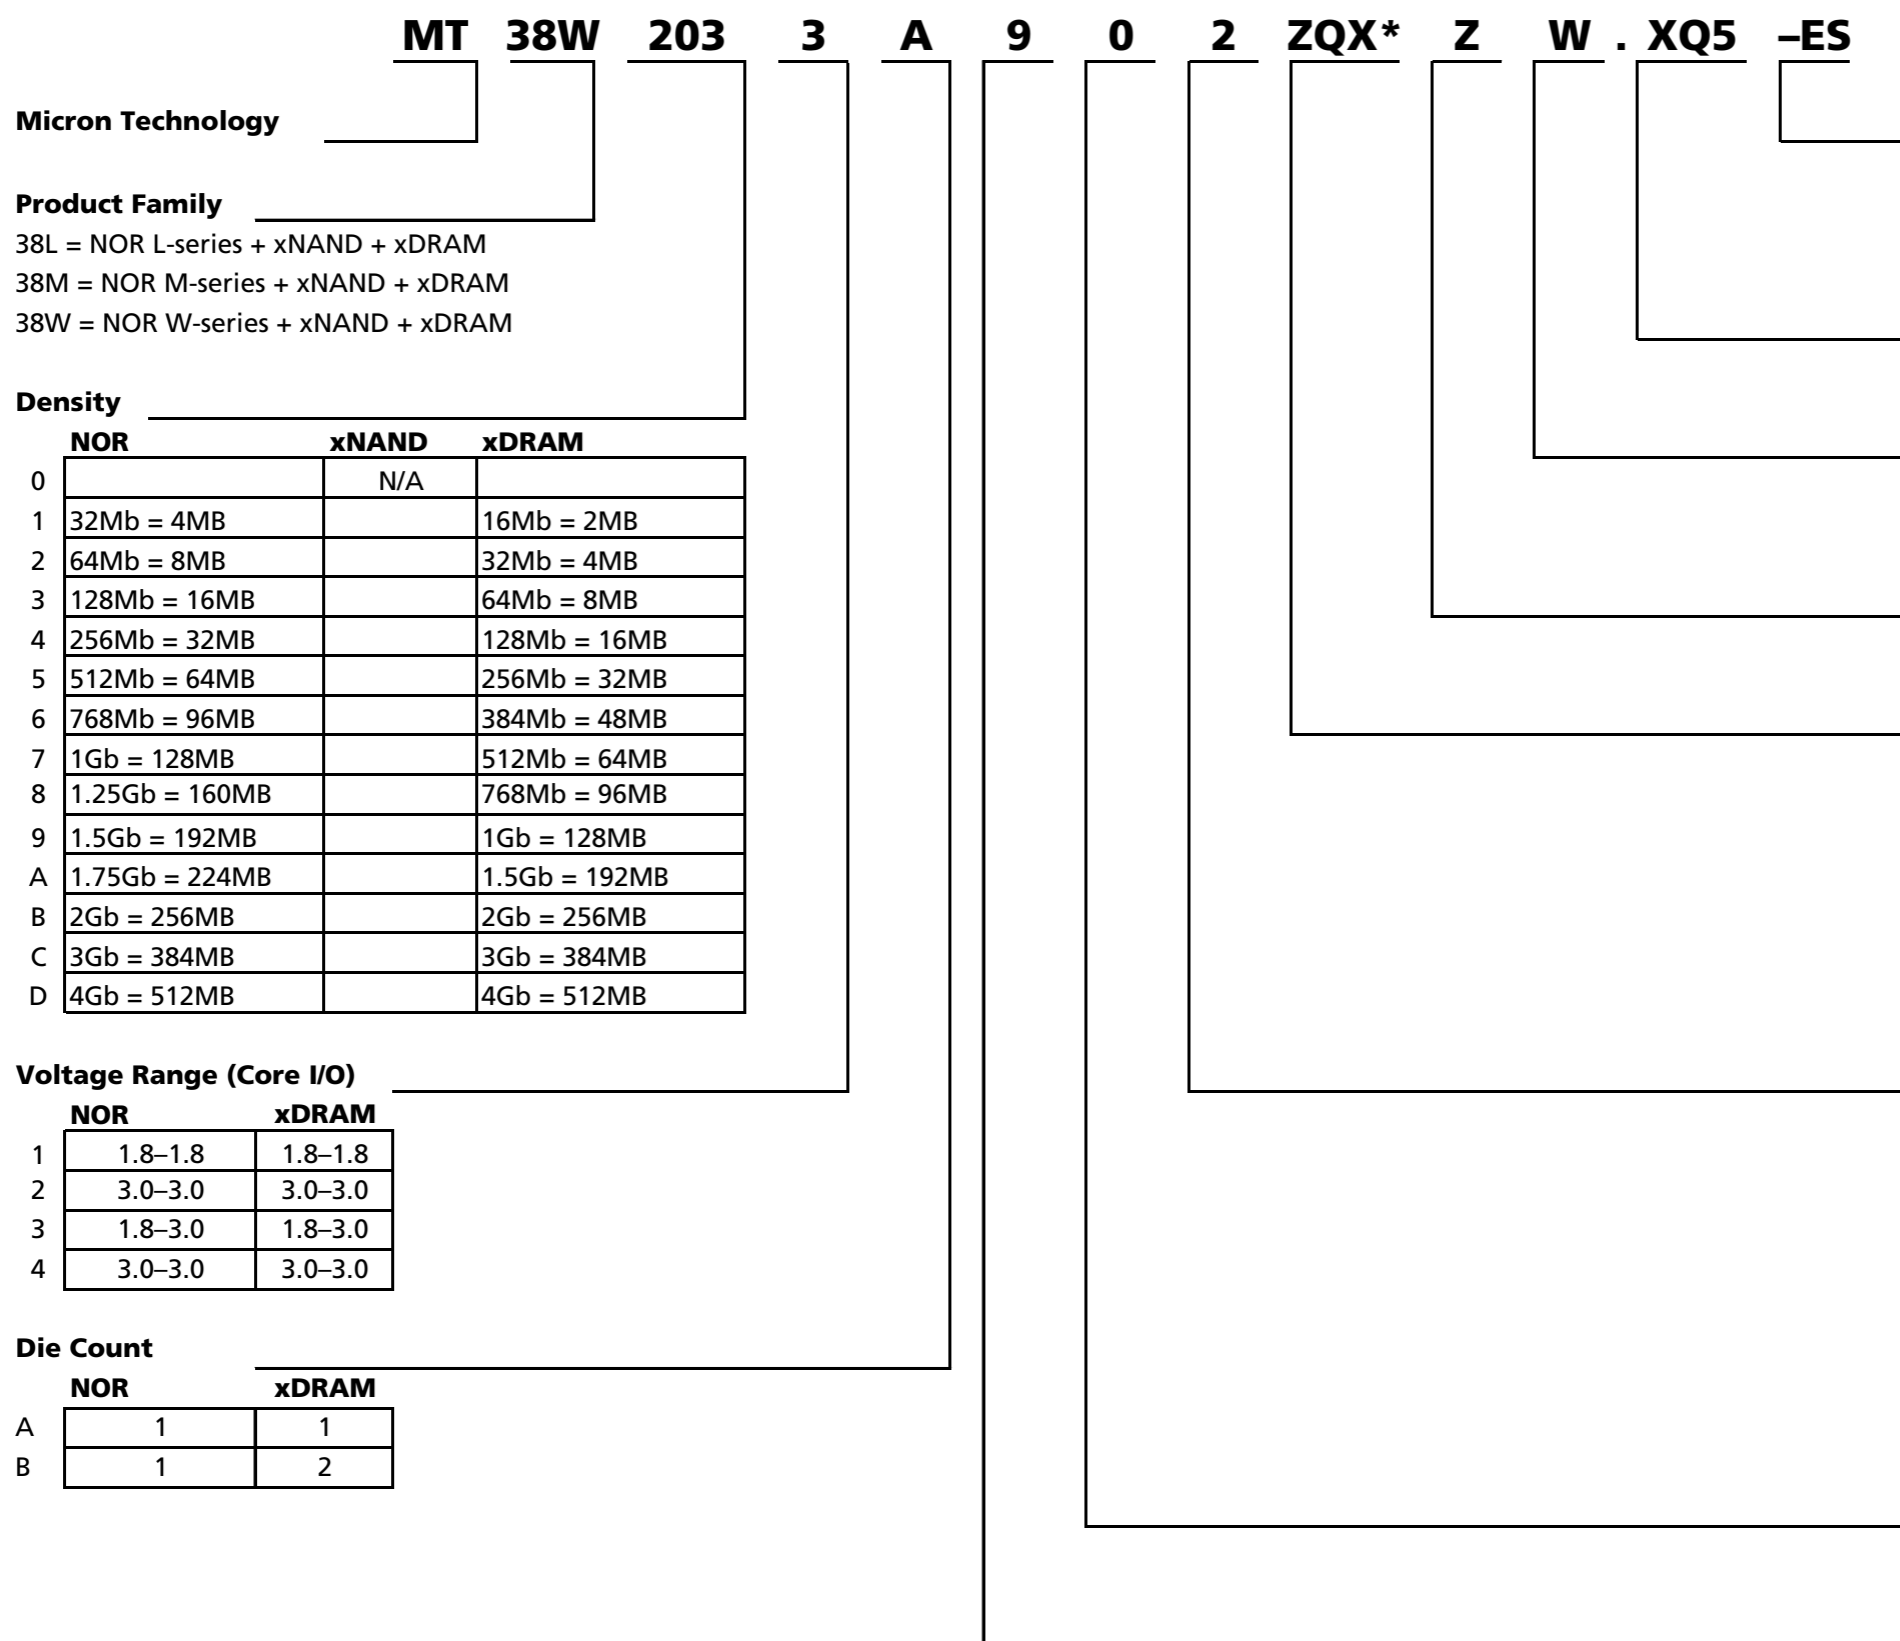 MT 38W 203 3 A 9 0 2 ZQX* Z W . XQ5 –ES
Micron Technology
Product Family
38L = NOR L-series + xNAND + xDRAM
38M = NOR M-series + xNAND + xDRAM
38W = NOR W-series + xNAND + xDRAM
Density
NOR xNAND xDRAM
0 N/A
1 32Mb = 4MB 16Mb = 2MB
2 64Mb = 8MB 32Mb = 4MB
3 128Mb = 16MB 64Mb = 8MB
4 256Mb = 32MB 128Mb = 16MB
5 512Mb = 64MB 256Mb = 32MB
6 768Mb = 96MB 384Mb = 48MB
7 1Gb = 128MB 512Mb = 64MB
8 1.25Gb = 160MB 768Mb = 96MB
9 1.5Gb = 192MB 1Gb = 128MB
A 1.75Gb = 224MB 1.5Gb = 192MB
B 2Gb = 256MB 2Gb = 256MB
C 3Gb = 384MB 3Gb = 384MB
D 4Gb = 512MB 4Gb = 512MB
Voltage Range (Core I/O)
NOR xDRAM
1 1.8–1.8 1.8–1.8
2 3.0–3.0 3.0–3.0
3 1.8–3.0 1.8–3.0
4 3.0–3.0 3.0–3.0
Die Count
NOR xDRAM
A 1 1
B 1 2